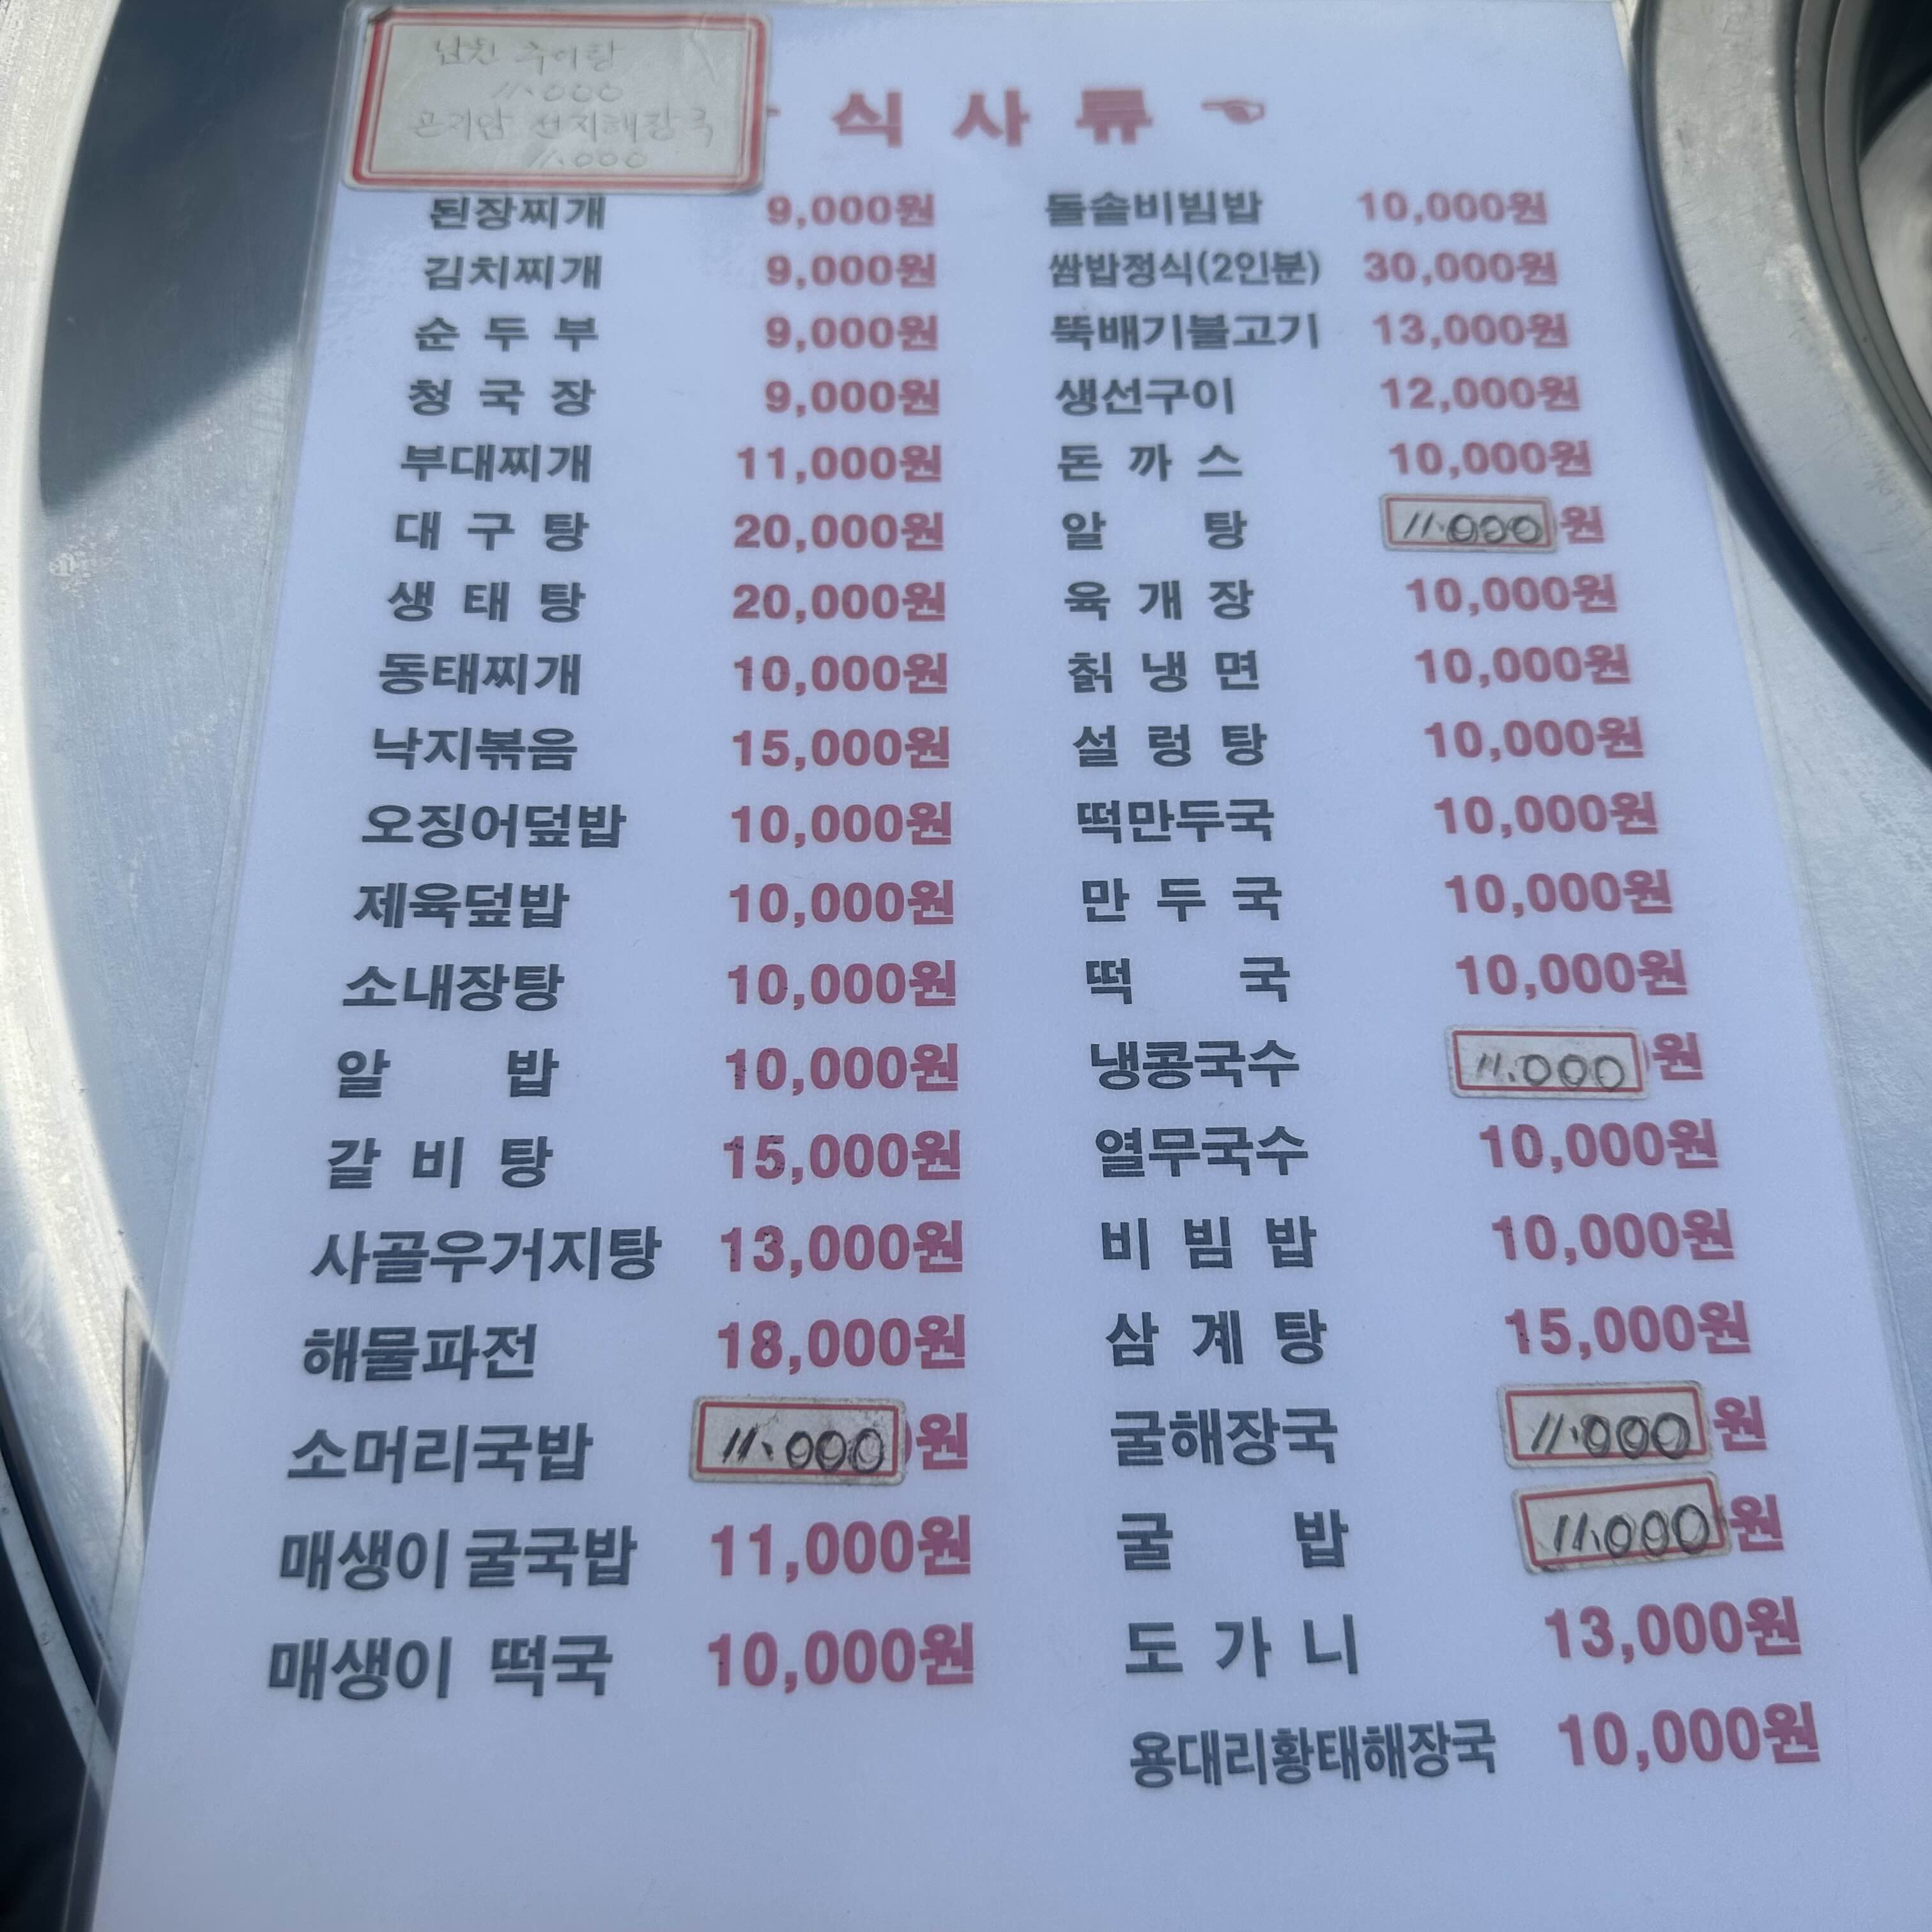 남원 추어탕
11.000
곤지암 선지해장국
11.000
식사류
된장찌개 9,000원
김치찌개 9,000원
순두부 9,000원
청국장 9,000원
부대찌개 11,000원
대구탕 20,000원
생태탕 20,000원
동태찌개 10,000원
낙지볶음 15,000원
오징어덮밥 10,000원
제육덮밥 10,000원
소내장탕 10,000원
알밥 10,000원
갈비탕 15,000원
사골우거지탕 13,000원
해물파전 18,000원
소머리국밥 11.000원
매생이 굴국밥 11,000원
매생이 떡국 10,000원
돌솥비빔밥 10,000원
쌈밥정식(2인분) 30,000원
뚝배기불고기 13,000원
생선구이 12,000원
돈까스 10,000원
알탕 11.000원
육개장 10,000원
칡냉면 10,000원
설렁탕 10,000원
떡만두국 10,000원
만두국 10,000원
떡국 10,000원
냉콩국수 11.000원
열무국수 10,000원
비빔밥 10,000원
삼계탕 15,000원
굴해장국 11.000원
굴밥 11.000원
도가니 13,000원
용대리황태해장국 10,000원